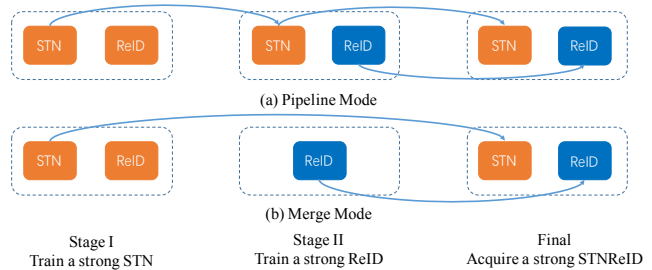 STN ReID STN ReID STN ReID
(a) Pipeline Mode
STN ReID ReID STN ReID
(b) Merge Mode
Stage I Stage II Final
Train a strong STN Train a strong ReID Acquire a strong STNReID